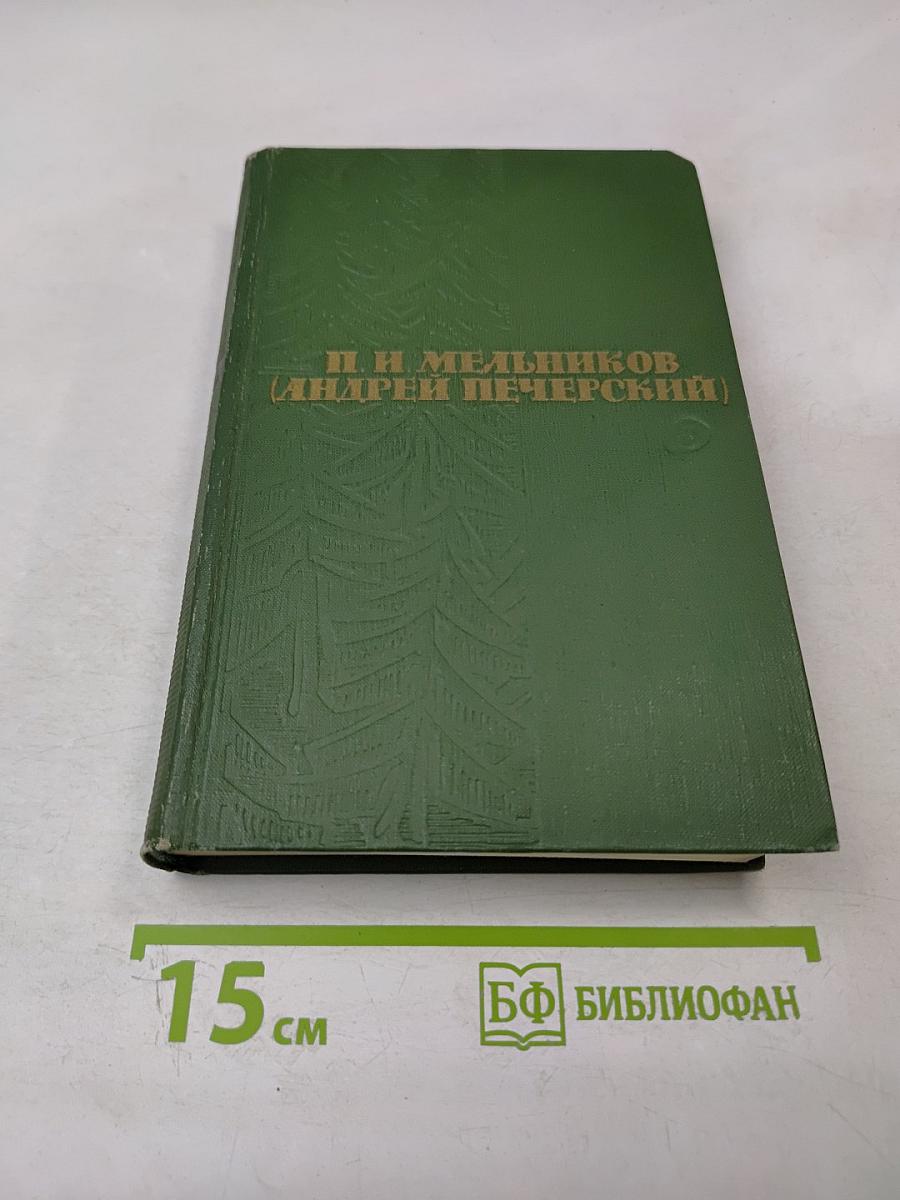 П. И МЕЛЬНИКОВ
(АНДРЕЙ ПЕЧЕРСКИЙ)
15 см
БФ БИБЛИОФАН